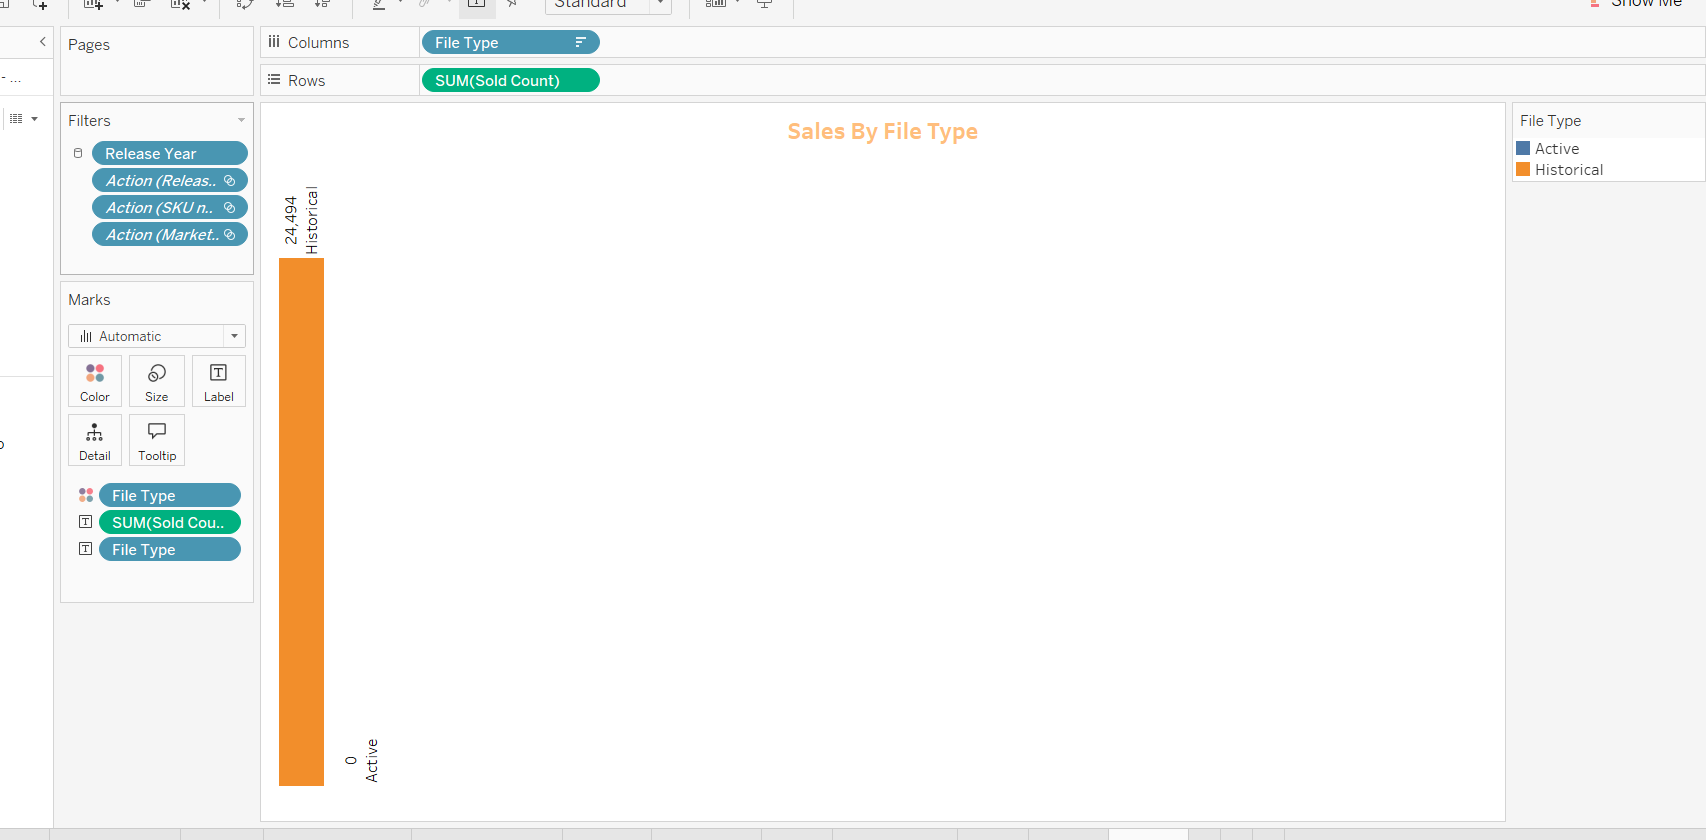 Standard
Show Me
- ...
Pages
Columns
File Type
Rows
SUM(Sold Count)
Filters
Release Year
Action (Releas..
Action (SKU n..
Action (Market..
Marks
Automatic
Color
Size
Label
Detail
Tooltip
File Type
SUM(Sold Cou..
File Type
Sales By File Type
24,494
Historical
0
Active
File Type
Active
Historical